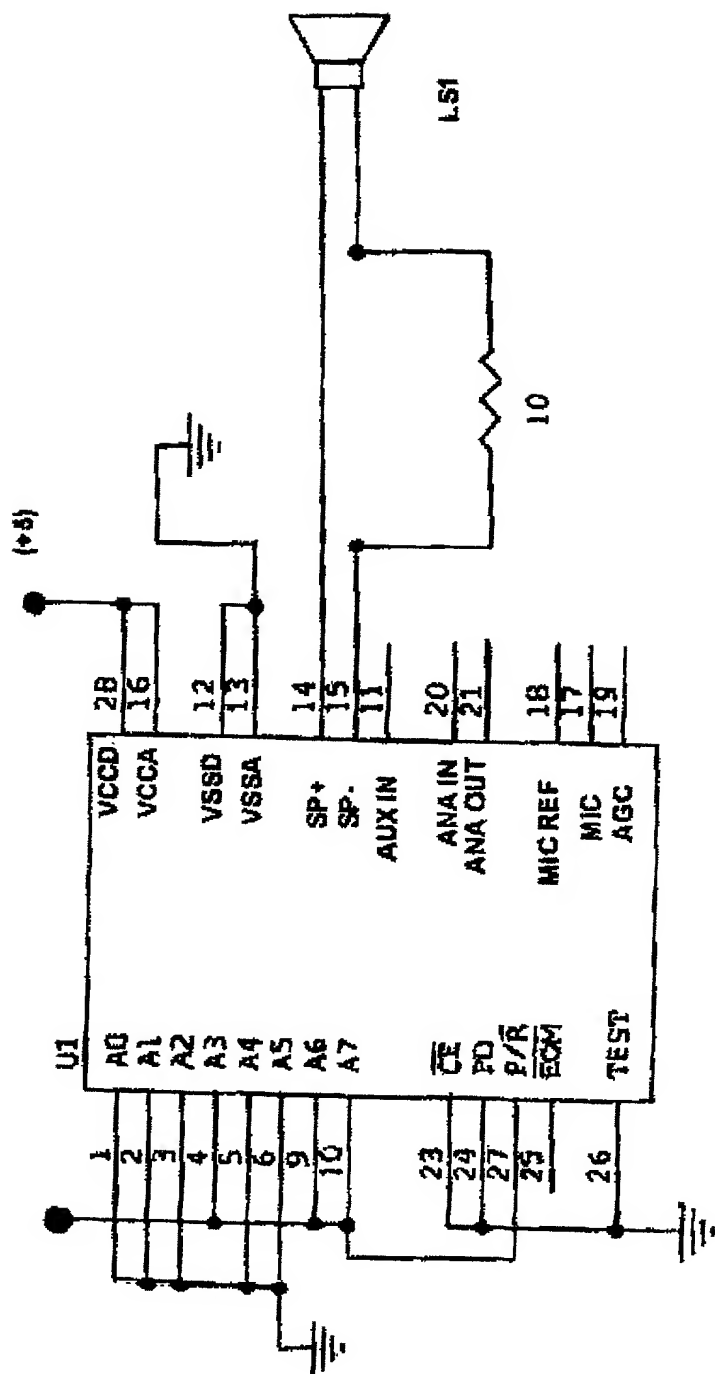 U1
A0
A1
A2
A3
A4
A5
A6
A7
CE
PD
P/R
EOM
TEST
1
2
3
4
5
6
9
10
23
24
27
25
26
VCCD
VCCA
VSSD
VSSA
SP+
SP-
AUX IN
ANA IN
ANA OUT
MIC REF
MIC
AGC
28
16
12
13
14
15
11
20
21
18
17
19
(+5)
10
LS1